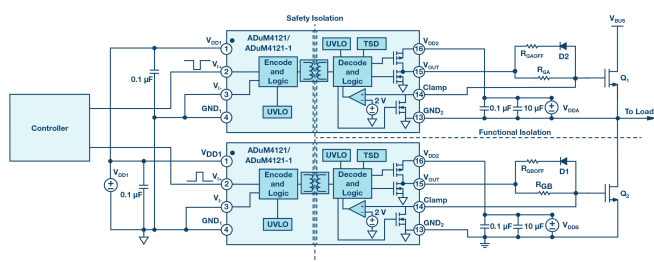 Safety Isolation
V_BUS
ADuM4121/
ADuM4121-1
UVLO
TSD
V_DD1
1
16
V_DD2
R_GAOFF
D2
0.1 µF
V_I+
2
Encode
and
Logic
Decode
and
Logic
15
V_OUT
R_GA
Q_1
V_I-
3
2 V
14
Clamp
GND_1
4
UVLO
13
GND_2
0.1 µF
10 µF
V_DDA
To Load
Controller
Functional Isolation
ADuM4121/
ADuM4121-1
UVLO
TSD
V_DD1
1
16
V_DD2
R_GBOFF
D1
V_DD1
0.1 µF
V_I+
2
Encode
and
Logic
Decode
and
Logic
15
V_OUT
RGB
Q_2
V_I-
3
2 V
14
Clamp
GND_1
4
UVLO
13
GND_2
0.1 µF
10 µF
V_DDB